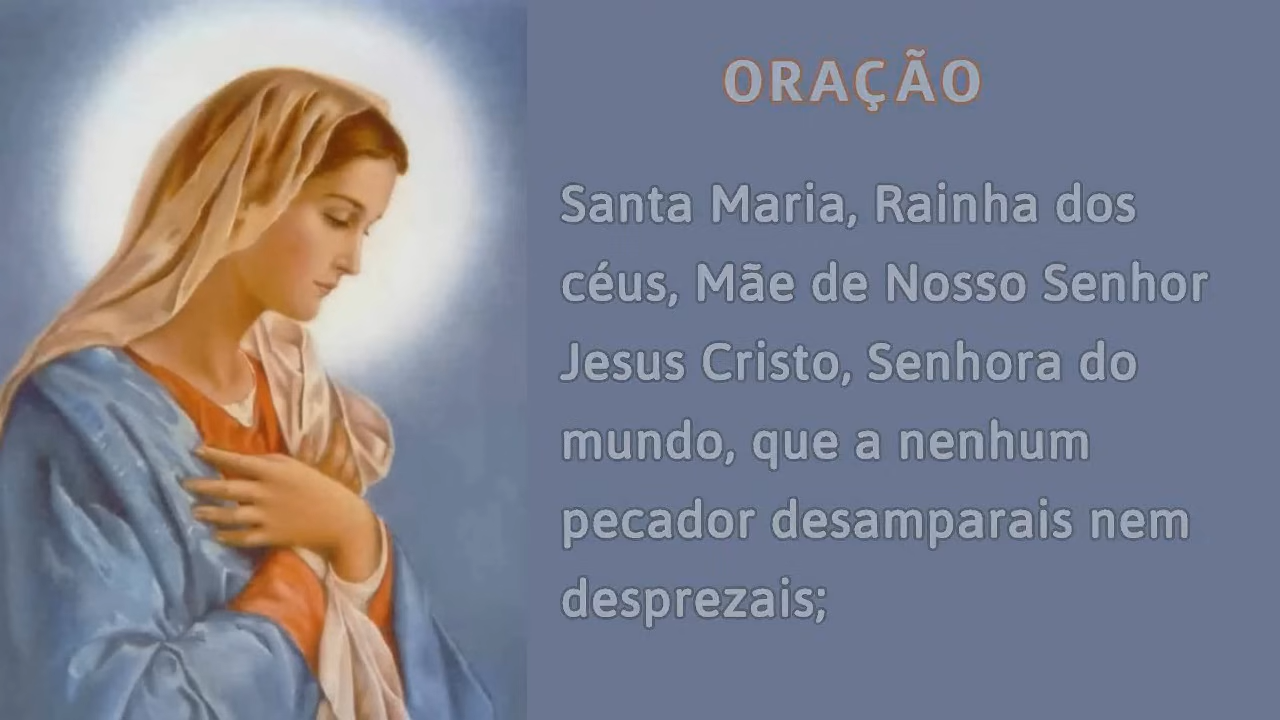 ORAÇÃO
Santa Maria, Rainha dos
céus, Mãe de Nosso Senhor
Jesus Cristo, Senhora do
mundo, que a nenhum
pecador desamparais nem
desprezais;